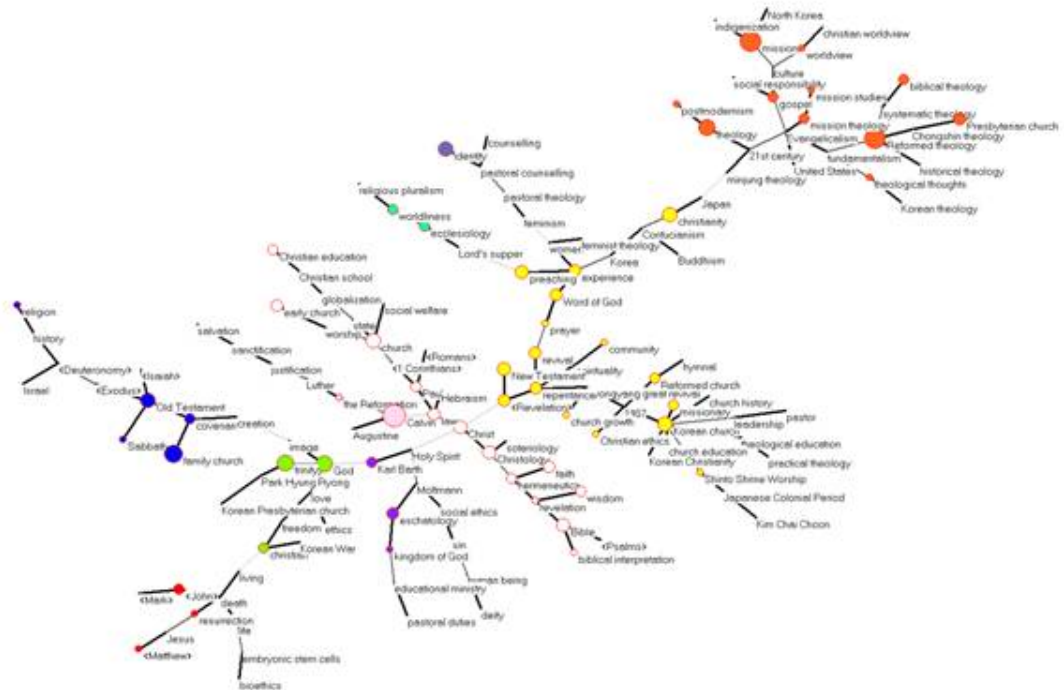 North Korea
indigenization
christian worldview
mission
worldview
culture
social responsibility
mission studies
biblical theology
gospel
postmodernism
systematic theology
Presbyterian church
mission theology
theology
Chongshin theology
Evangelicalism
Reformed theology
21st century
fundamentalism
United States
historical theology
minjung theology
theological thoughts
Korean theology
counselling
identity
pastoral counselling
religious pluralism
pastoral theology
Japan
worldliness
christianity
feminism
ecclesiology
Confucianism
Christian education
women
feminist theology
Lord's supper
Korea
Buddhism
Christian school
preaching
experience
globalization
Word of God
early church
social welfare
state
religion
worship
prayer
salvation
church
community
history
<Romans>
revival
hymnal
sanctification
<1 Corinthians>
New Testament
spirituality
<Deuteronomy>
<Isaiah>
justification
Paul
Reformed church
Israel
<Exodus>
Luther
Hebraism
repentance
church history
Old Testament
the Reformation
<Revelation>
1907
missionary
pastor
covenant
creation
Augustine
Calvin
church growth
Korean church
leadership
Christ
Christian ethics
theological education
Sabbath
image
soteriology
church education
family church
Holy Spirit
Christology
Korean Christianity
practical theology
trinity
God
Karl Barth
faith
Shinto Shrine Worship
Park Hyung Ryong
Moltmann
hermeneutics
wisdom
Japanese Colonial Period
love
Korean Presbyterian church
social ethics
revelation
ethics
eschatology
Kim Chai Choon
freedom
Bible
Korean War
sin
<Psalms>
christian
kingdom of God
biblical interpretation
living
human being
educational ministry
<Mark>
<John>
death
deity
resurrection
pastoral duties
life
Jesus
<Matthew>
embryonic stem cells
bioethics